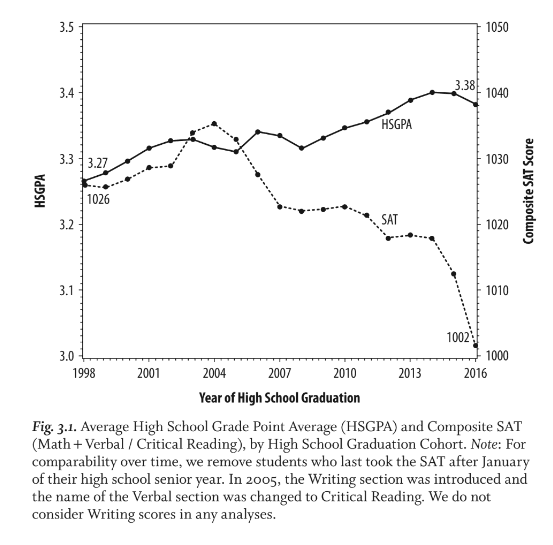 3.5
3.4
3.3
3.2
3.1
3.0
HSGPA
1050
1040
1030
1020
1010
1000
Composite SAT Score
3.27
1026
3.38
HSGPA
SAT
1002
1998 2001 2004 2007 2010 2013 2016
Year of High School Graduation
Fig. 3.1. Average High School Grade Point Average (HSGPA) and Composite SAT
(Math + Verbal / Critical Reading), by High School Graduation Cohort. Note: For
comparability over time, we remove students who last took the SAT after January
of their high school senior year. In 2005, the Writing section was introduced and
the name of the Verbal section was changed to Critical Reading. We do not
consider Writing scores in any analyses.